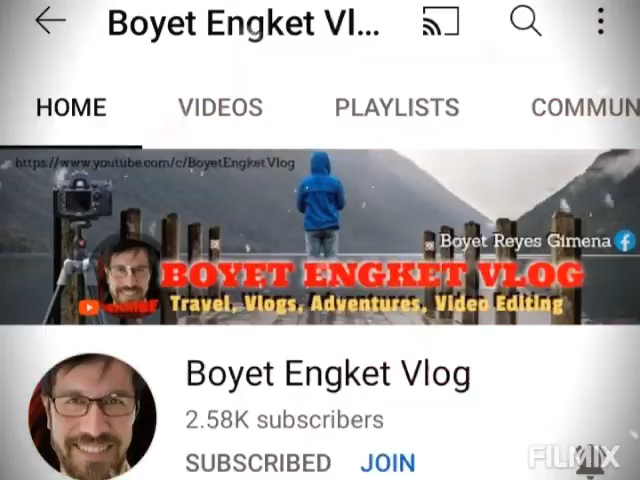 Boyet Engket Vl...
HOME VIDEOS PLAYLISTS COMMUN
https://www.youtube.com/c/BoyetEngketVlog
Boyet Reyes Gimena
BOYET ENGKET VLOG
Travel, Vlogs, Adventures, Video Editing
Boyet Engket Vlog
2.58K subscribers
SUBSCRIBED JOIN
FILMIX